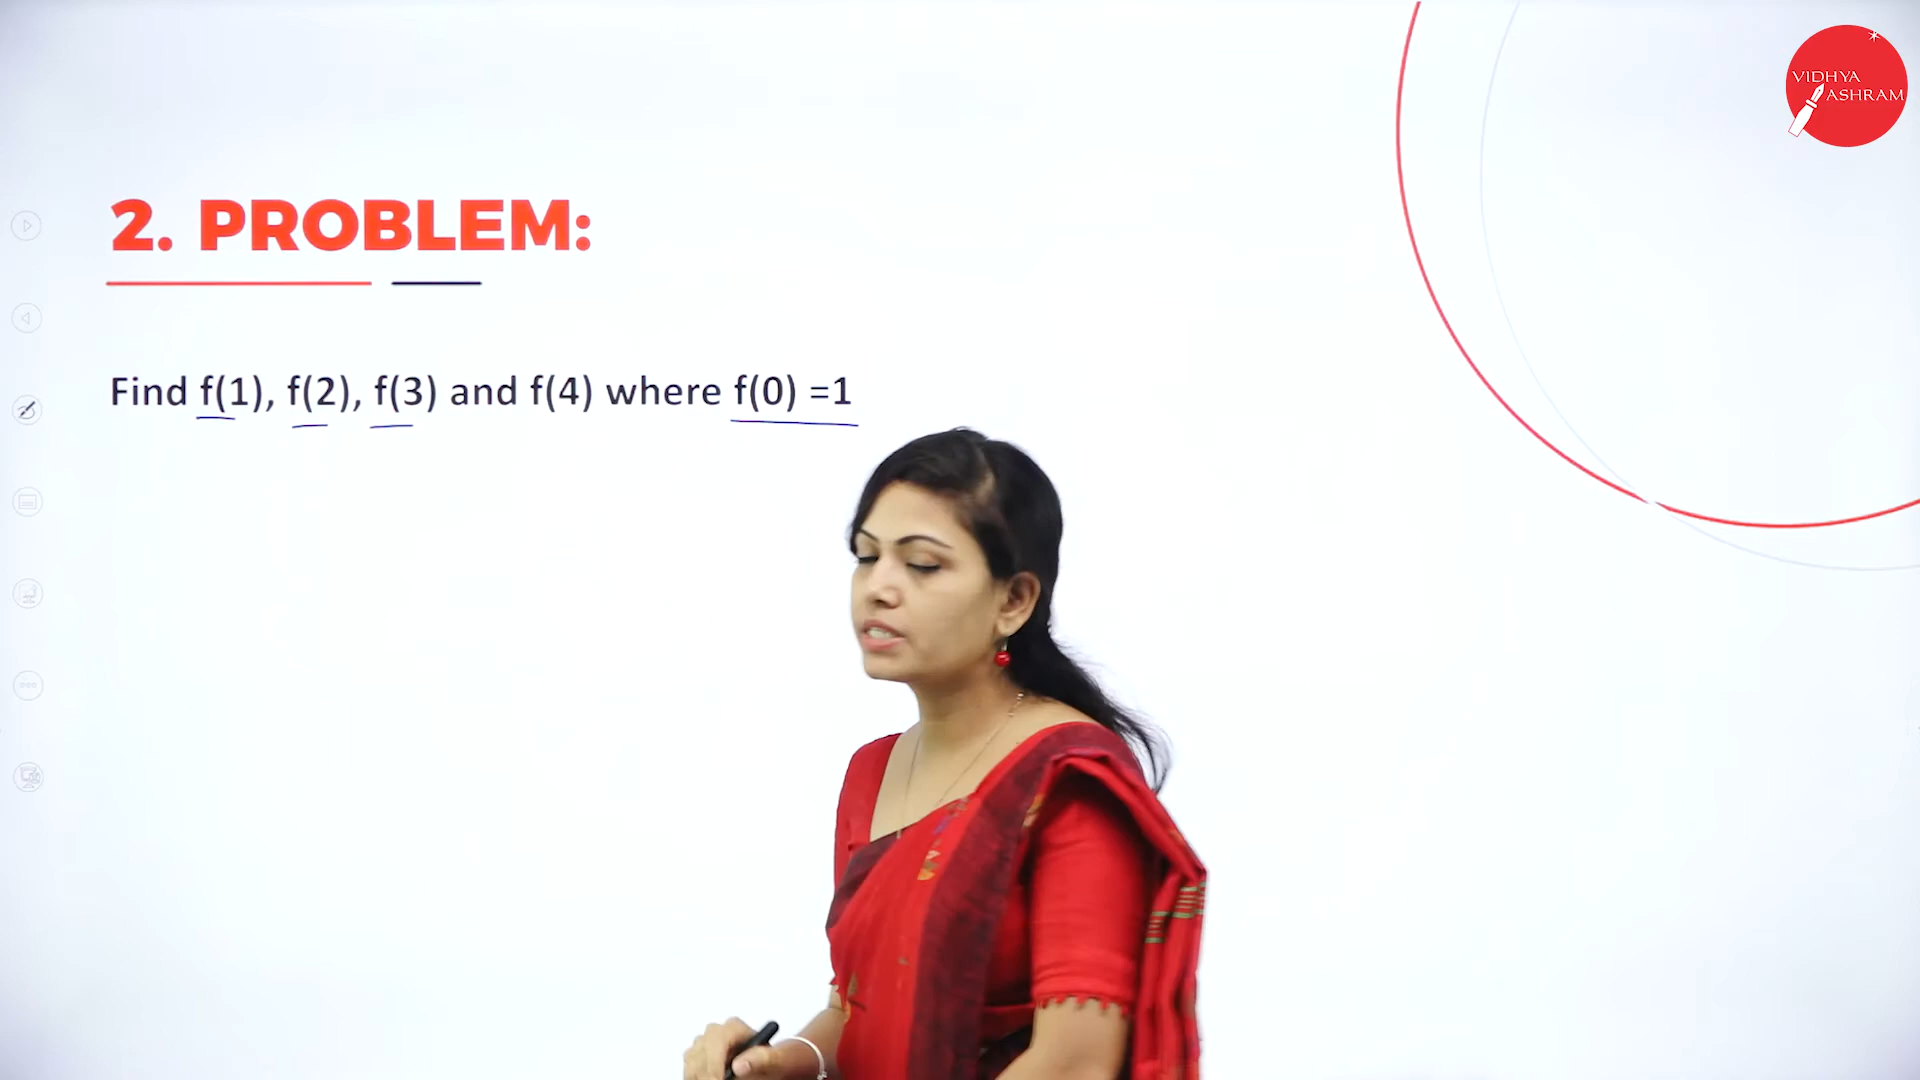 VIDHYA
ASHRAM
2. PROBLEM:
Find f(1), f(2), f(3) and f(4) where f(0) =1